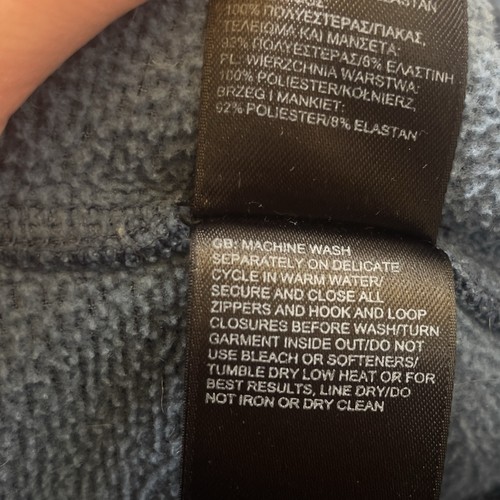 ELASTAN
100% ΠΟΛΥΕΣΤΕΡΑΣ/ΓΙΑΚΑΣ,
ΤΕΛΕΙΩΜΑ ΚΑΙ ΜΑΝΣΕΤΑ:
92% ΠΟΛΥΕΣΤΕΡΑΣ/8% ΕΛΑΣΤΙΝΗ
PL: WIERZCHNIA WARSTWA:
100% POLIESTER/KOŁNIERZ,
BRZEG I MANKIET:
92% POLIESTER/8% ELASTAN
GB: MACHINE WASH
SEPARATELY ON DELICATE
CYCLE IN WARM WATER/
SECURE AND CLOSE ALL
ZIPPERS AND HOOK AND LOOP
CLOSURES BEFORE WASH/TURN
GARMENT INSIDE OUT/DO NOT
USE BLEACH OR SOFTENERS/
TUMBLE DRY LOW HEAT OR FOR
BEST RESULTS, LINE DRY/DO
NOT IRON OR DRY CLEAN